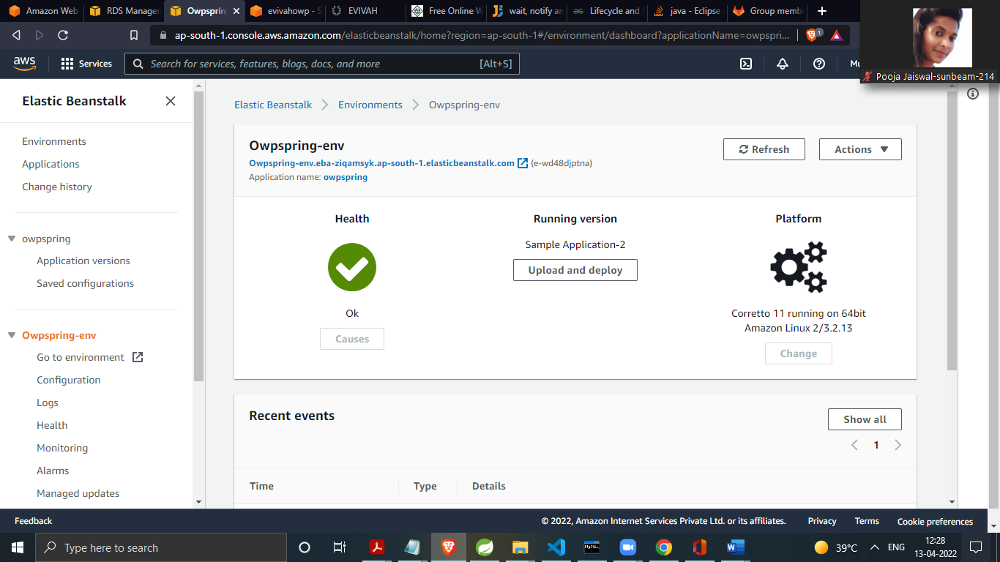 Amazon Web
RDS Managem
Owpspring
evivahowp - S
EVIVAH
Free Online W
wait, notify an
Lifecycle and
java - Eclipse
Group membe
ap-south-1.console.aws.amazon.com/elasticbeanstalk/home?region=ap-south-1#/environment/dashboard?applicationName=owpspri...
1
aws
Services
Search for services, features, blogs, docs, and more
[Alt+S]
Mu
Pooja Jaiswal-sunbeam-214
Elastic Beanstalk
Environments
Applications
Change history
owpspring
Application versions
Saved configurations
Owpspring-env
Go to environment
Configuration
Logs
Health
Monitoring
Alarms
Managed updates
Elastic Beanstalk
Environments
Owpspring-env
Owpspring-env
Refresh
Actions
Owpspring-env.eba-ziqamsyk.ap-south-1.elasticbeanstalk.com (e-wd48djptna)
Application name: owpspring
Health
Ok
Causes
Running version
Sample Application-2
Upload and deploy
Platform
Corretto 11 running on 64bit
Amazon Linux 2/3.2.13
Change
Recent events
Show all
1
Time
Type
Details
Feedback
© 2022, Amazon Internet Services Private Ltd. or its affiliates.
Privacy
Terms
Cookie preferences
Type here to search
MySQL
39°C
ENG
12:28
13-04-2022